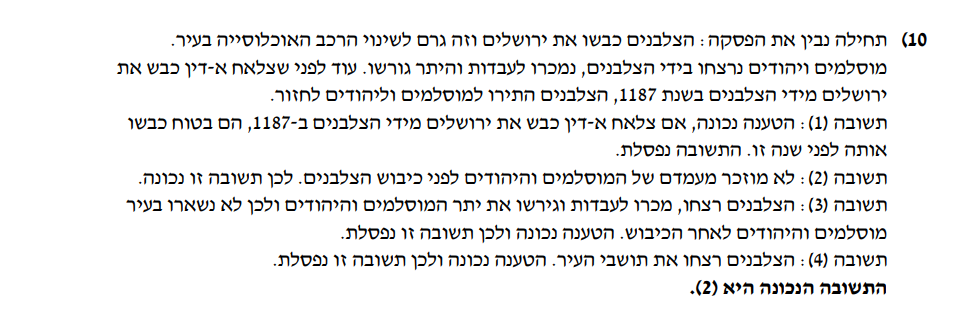 10) תחילה נבין את הפסקה: הצלבנים כבשו את ירושלים וזה גרם לשינוי הרכב האוכלוסייה בעיר.
מוסלמים ויהודים נרצחו בידי הצלבנים, נמכרו לעבדות והיתר גורשו. עוד לפני שצלאח א-דין כבש את
ירושלים מידי הצלבנים בשנת 1187, הצלבנים התירו למוסלמים וליהודים לחזור.
תשובה (1): הטענה נכונה, אם צלאח א-דין כבש את ירושלים מידי הצלבנים ב-1187, הם בטוח כבשו
אותה לפני שנה זו. התשובה נפסלת.
תשובה (2): לא מוזכר מעמדם של המוסלמים והיהודים לפני כיבוש הצלבנים. לכן תשובה זו נכונה.
תשובה (3): הצלבנים רצחו, מכרו לעבדות וגירשו את יתר המוסלמים והיהודים ולכן לא נשארו בעיר
מוסלמים והיהודים לאחר הכיבוש. הטענה נכונה ולכן תשובה זו נפסלת.
תשובה (4): הצלבנים רצחו את תושבי העיר. הטענה נכונה ולכן תשובה זו נפסלת.
התשובה הנכונה היא (2).